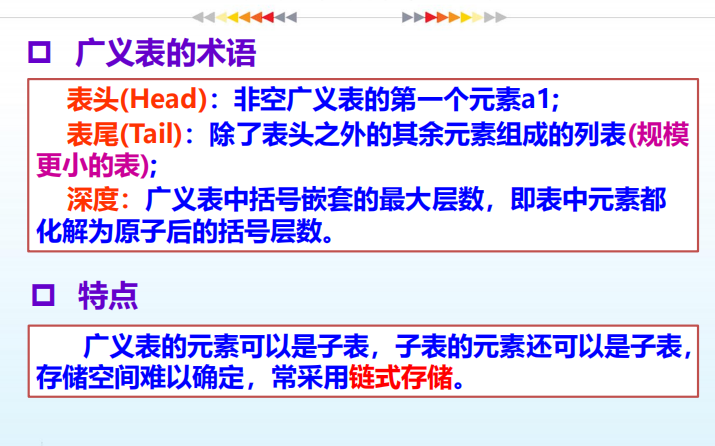 广义表的术语
表头(Head)：非空广义表的第一个元素a1;
表尾(Tail)：除了表头之外的其余元素组成的列表(规模
更小的表);
深度：广义表中括号嵌套的最大层数，即表中元素都
化解为原子后的括号层数。
特点
广义表的元素可以是子表，子表的元素还可以是子表，
存储空间难以确定，常采用链式存储。